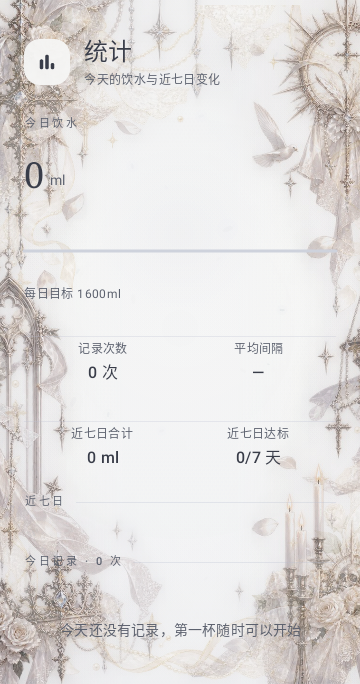 统计
今天的饮水与近七日变化
今日饮水
0 ml
每日目标 1600ml
记录次数 平均间隔
0 次 –
近七日合计 近七日达标
0 ml 0/7 天
近七日
今日记录 · 0 次
今天还没有记录，第一杯随时可以开始